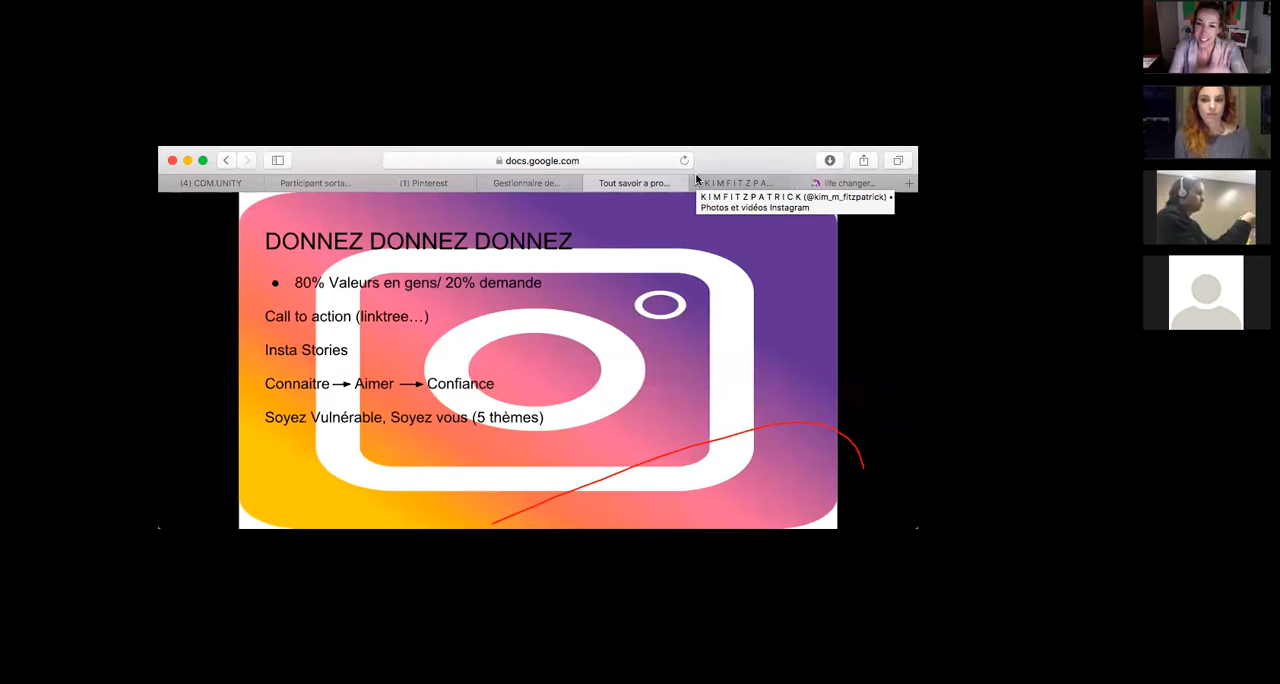 docs.google.com
(4) COM.UNITY
Participant sorta...
(1) Pinterest
Gestionnaire de...
Tout savoir a pro...
K I M F I T Z P A...
life changer...
K I M F I T Z P A T R I C K (@kim_m_fitzpatrick) •
Photos et vidéos Instagram
DONNEZ DONNEZ DONNEZ
● 80% Valeurs en gens/ 20% demande
Call to action (linktree…)
Insta Stories
Connaitre → Aimer → Confiance
Soyez Vulnérable, Soyez vous (5 thèmes)